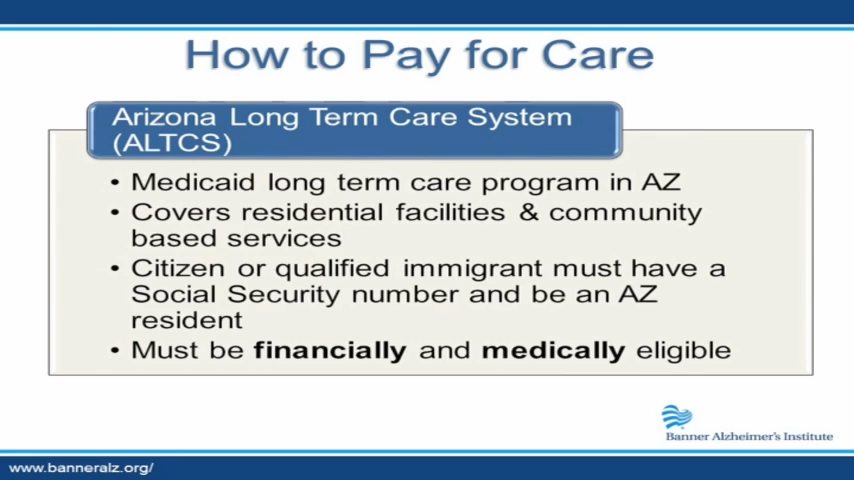 How to Pay for Care
Arizona Long Term Care System
(ALTCS)
• Medicaid long term care program in AZ
• Covers residential facilities & community
based services
• Citizen or qualified immigrant must have a
Social Security number and be an AZ
resident
• Must be financially and medically eligible
Banner Alzheimer's Institute
www.banneralz.org/